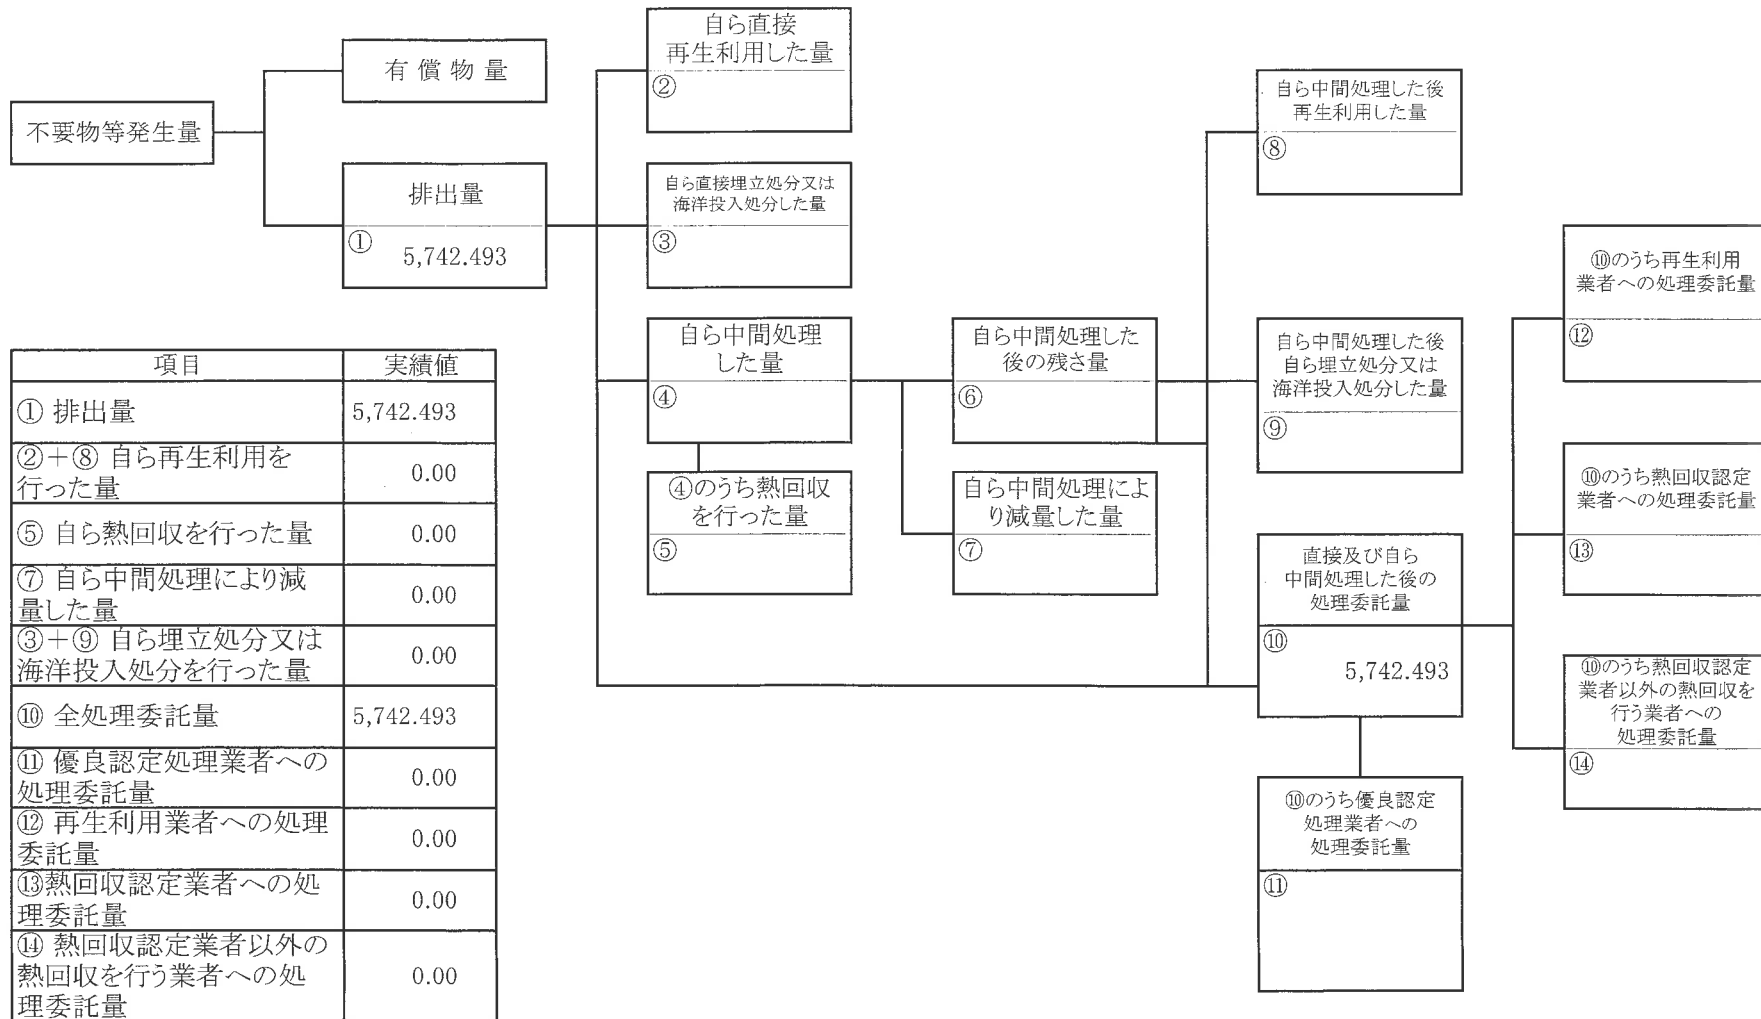 不要物等発生量
有償物量
排出量
①
5,742.493
自ら直接
再生利用した量
②
自ら直接埋立処分又は
海洋投入処分した量
③
自ら中間処理
した量
④
④のうち熱回収
を行った量
⑤
自ら中間処理した
後の残さ量
⑥
自ら中間処理によ
り減量した量
⑦
自ら中間処理した後
再生利用した量
⑧
自ら中間処理した後
自ら埋立処分又は
海洋投入処分した量
⑨
直接及び自ら
中間処理した後の
処理委託量
⑩
5,742.493
⑩のうち優良認定
処理業者への
処理委託量
⑪
⑩のうち再生利用
業者への処理委託量
⑫
⑩のうち熱回収認定
業者への処理委託量
⑬
⑩のうち熱回収認定
業者以外の熱回収を
行う業者への
処理委託量
⑭
項目 実績値
① 排出量 5,742.493
②+⑧ 自ら再生利用を
行った量 0.00
⑤ 自ら熱回収を行った量 0.00
⑦ 自ら中間処理により減
量した量 0.00
③+⑨ 自ら埋立処分又は
海洋投入処分を行った量 0.00
⑩ 全処理委託量 5,742.493
⑪ 優良認定処理業者への
処理委託量 0.00
⑫ 再生利用業者への処理
委託量 0.00
⑬熱回収認定業者への処
理委託量 0.00
⑭ 熱回収認定業者以外の
熱回収を行う業者への処
理委託量 0.00